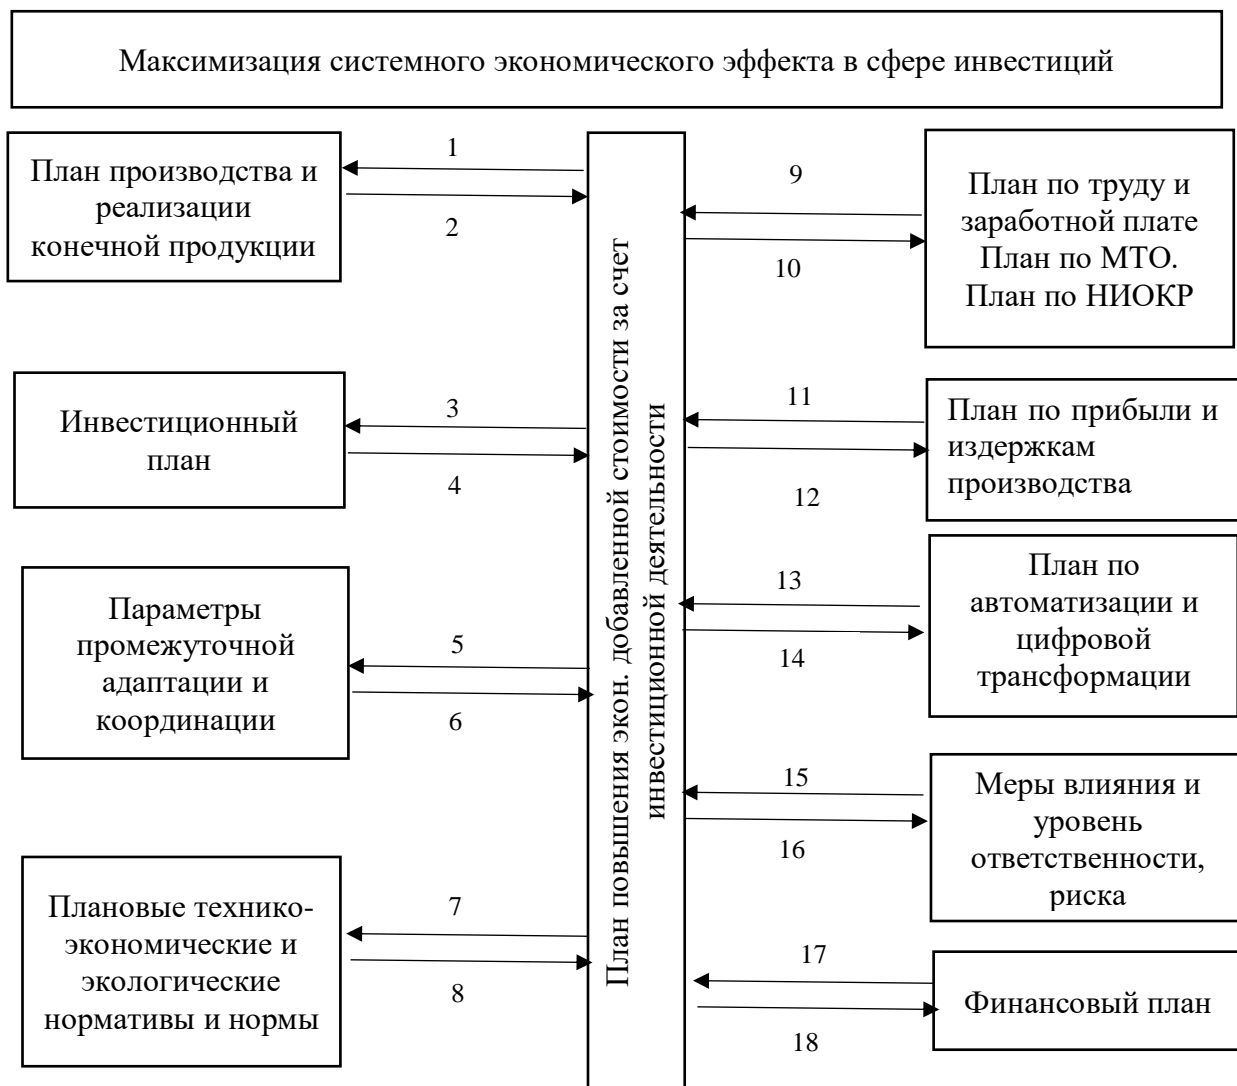 Максимизация системного экономического эффекта в сфере инвестиций
План производства и
реализации
конечной продукции
1
2
Инвестиционный
план
3
4
Параметры
промежуточной
адаптации и
координации
5
6
Плановые технико-
экономические и
экологические
нормативы и нормы
7
8
План повышения экон. добавленной стоимости за счет
инвестиционной деятельности
9
10
План по труду и
заработной плате
План по МТО.
План по НИОКР
11
12
План по прибыли и
издержкам
производства
13
14
План по
автоматизации и
цифровой
трансформации
15
16
Меры влияния и
уровень
ответственности,
риска
17
18
Финансовый план